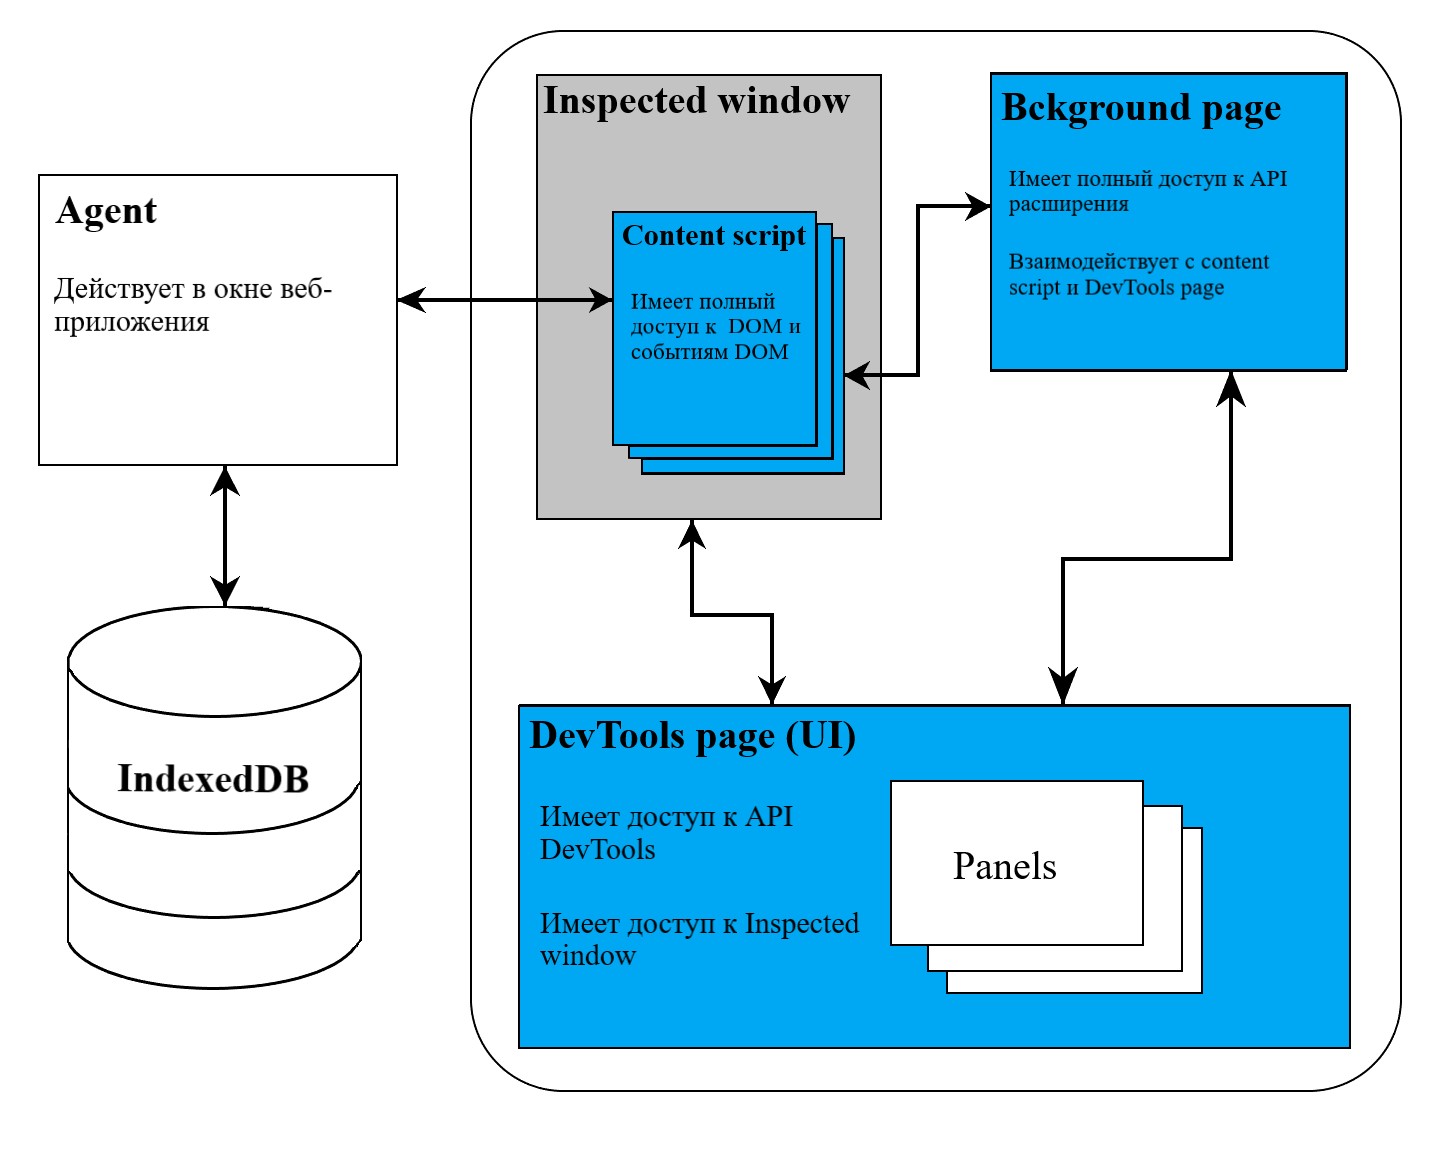 Inspected window
Bckground page
Имеет полный доступ к API
расширения
Взаимодействует с content
script и DevTools page
Agent
Действует в окне веб-
приложения
Content script
Имеет полный
доступ к  DOM и
событиям DOM
IndexedDB
DevTools page (UI)
Имеет доступ к API
DevTools
Имеет доступ к Inspected
window
Panels